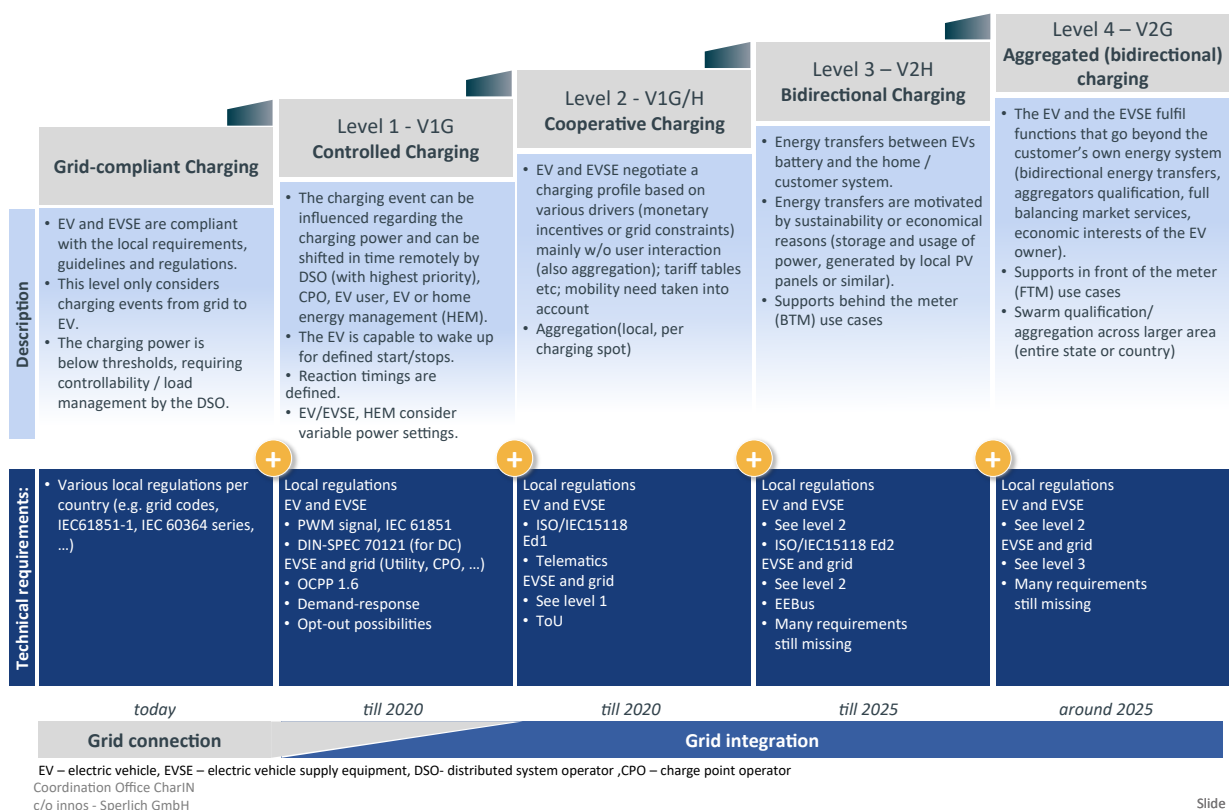 Grid-compliant Charging
Level 1 - V1G
Controlled Charging
Level 2 - V1G/H
Cooperative Charging
Level 3 – V2H
Bidirectional Charging
Level 4 – V2G
Aggregated (bidirectional)
charging
Description
• EV and EVSE are compliant
with the local requirements,
guidelines and regulations.
• This level only considers
charging events from grid to
EV.
• The charging power is
below thresholds, requiring
controllability / load
management by the DSO.
• The charging event can be
influenced regarding the
charging power and can be
shifted in time remotely by
DSO (with highest priority),
CPO, EV user, EV or home
energy management (HEM).
• The EV is capable to wake up
for defined start/stops.
• Reaction timings are
defined.
• EV/EVSE, HEM consider
variable power settings.
• EV and EVSE negotiate a
charging profile based on
various drivers (monetary
incentives or grid constraints)
mainly w/o user interaction
(also aggregation); tariff tables
etc; mobility need taken into
account
• Aggregation(local, per
charging spot)
• Energy transfers between EVs
battery and the home /
customer system.
• Energy transfers are motivated
by sustainability or economical
reasons (storage and usage of
power, generated by local PV
panels or similar).
• Supports behind the meter
(BTM) use cases
• The EV and the EVSE fulfil
functions that go beyond the
customer's own energy system
(bidirectional energy transfers,
aggregators qualification, full
balancing market services,
economic interests of the EV
owner).
• Supports in front of the meter
(FTM) use cases
• Swarm qualification/
aggregation across larger area
(entire state or country)
+
+
+
+
Technical requirements:
• Various local regulations per
country (e.g. grid codes,
IEC61851-1, IEC 60364 series,
…)
Local regulations
EV and EVSE
• PWM signal, IEC 61851
• DIN-SPEC 70121 (for DC)
EVSE and grid (Utility, CPO, …)
• OCPP 1.6
• Demand-response
• Opt-out possibilities
Local regulations
EV and EVSE
• ISO/IEC15118
Ed1
• Telematics
EVSE and grid
• See level 1
• ToU
Local regulations
EV and EVSE
• See level 2
• ISO/IEC15118 Ed2
EVSE and grid
• See level 2
• EEBus
• Many requirements
still missing
Local regulations
EV and EVSE
• See level 2
EVSE and grid
• See level 3
• Many requirements
still missing
today
till 2020
till 2020
till 2025
around 2025
Grid connection
Grid integration
EV – electric vehicle, EVSE – electric vehicle supply equipment, DSO- distributed system operator ,CPO – charge point operator
Coordination Office CharIN
c/o innos - Sperlich GmbH
Slide